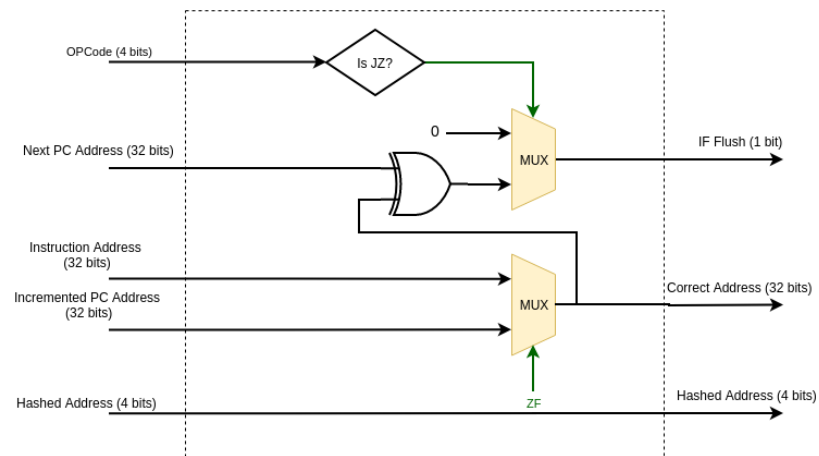 OPCode (4 bits)
Is JZ?
0
Next PC Address (32 bits)
MUX
IF Flush (1 bit)
Instruction Address
(32 bits)
Incremented PC Address
(32 bits)
MUX
Correct Address (32 bits)
ZF
Hashed Address (4 bits)
Hashed Address (4 bits)